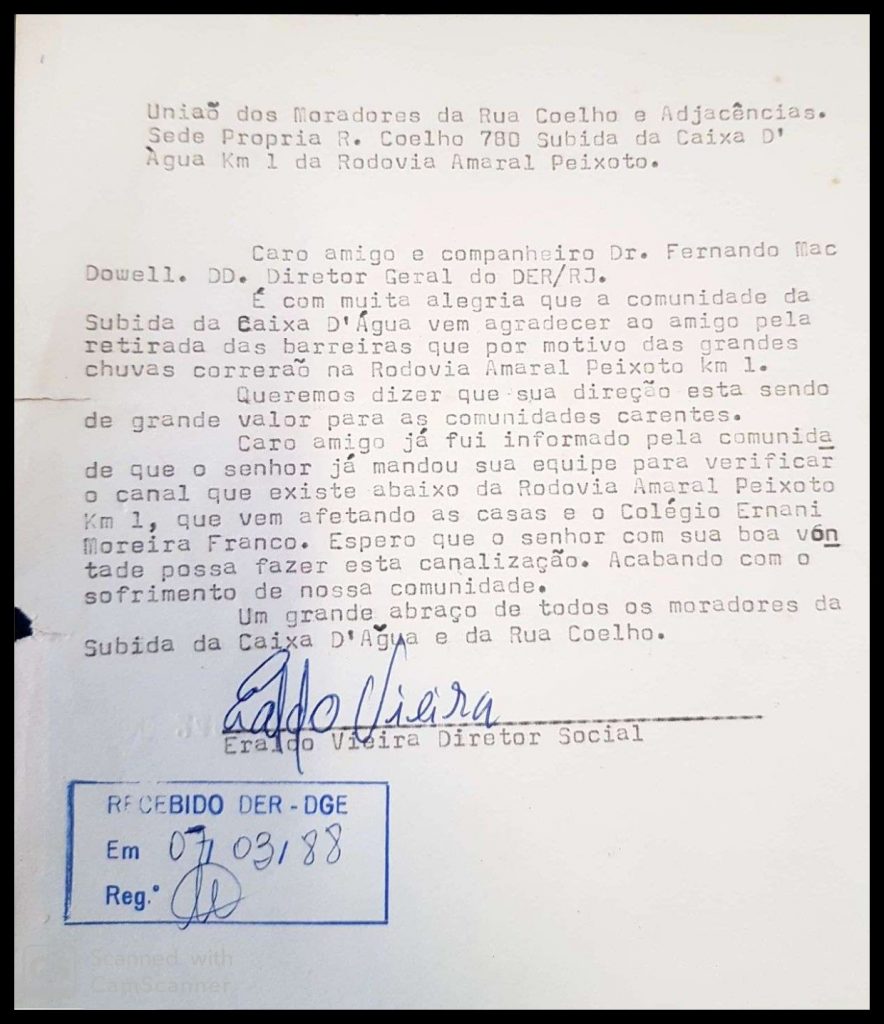 Uniaõ dos Moradores da Rua Coelho e Adjacências.
Sede Propria R. Coelho 780 Subida da Caixa D'
Àgua Km 1 da Rodovia Amaral Peixoto.
Caro amigo e companheiro Dr. Fernando Mac
Dowell. DD. Diretor Geral do DER/RJ.
É com muita alegria que a comunidade da
Subida da Caixa D'Água vem agradecer ao amigo pela
retirada das barreiras que por motivo das grandes
chuvas correraõ na Rodovia Amaral Peixoto km 1.
Queremos dizer que sua direção esta sendo
de grande valor para as comunidades carentes.
Caro amigo já fui informado pela comunida
de que o senhor já mandou sua equipe para verificar
o canal que existe abaixo da Rodovia Amaral Peixoto
Km 1, que vem afetando as casas e o Colégio Ernani
Moreira Franco. Espero que o senhor com sua boa vón
tade possa fazer esta canalização. Acabando com o
sofrimento de nossa comunidade.
Um grande abraço de todos os moradores da
Subida da Caixa D'Água e da Rua Coelho.
Eraldo Vieira
Eraldo Vieira Diretor Social
RECEBIDO DER - DGE
Em 07/03/88
Reg.º
Scanned with
CamScanner